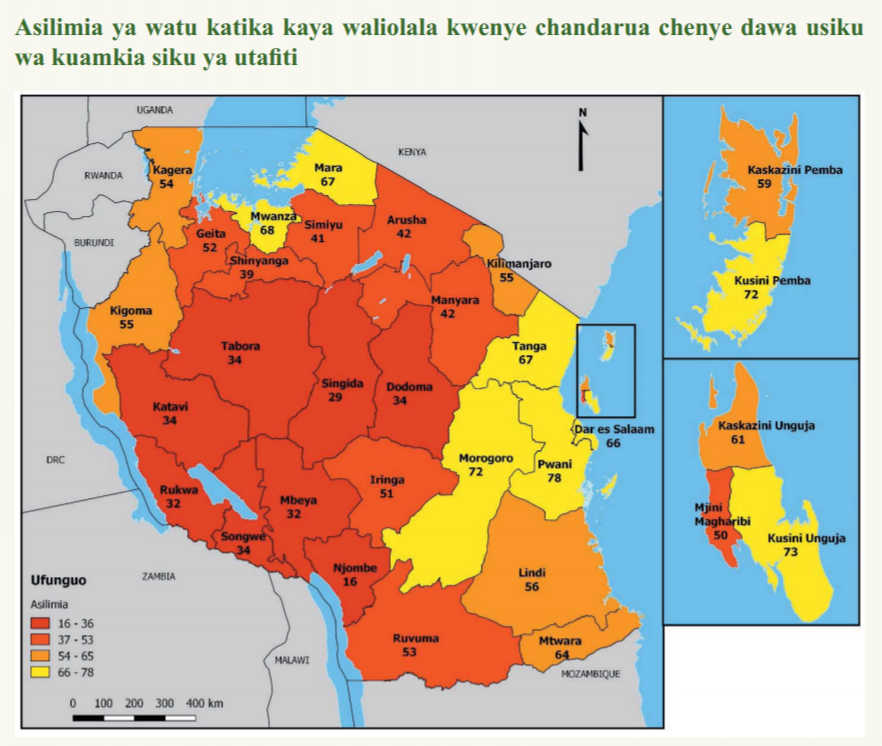 Asilimia ya watu katika kaya waliolala kwenye chandarua chenye dawa usiku
wa kuamkia siku ya utafiti
UGANDA
N
KENYA
RWANDA
BURUNDI
DRC
ZAMBIA
MALAWI
MOZAMBIQUE
Kagera
54
Mara
67
Mwanza
68
Geita
52
Simiyu
41
Arusha
42
Shinyanga
39
Kilimanjaro
55
Kigoma
55
Manyara
42
Tabora
34
Tanga
67
Singida
29
Dodoma
34
Katavi
34
Dar es Salaam
66
Morogoro
72
Pwani
78
Iringa
51
Rukwa
32
Mbeya
32
Songwe
34
Njombe
16
Lindi
56
Ruvuma
53
Mtwara
64
Kaskazini Pemba
59
Kusini Pemba
72
Kaskazini Unguja
61
Mjini
Magharibi
50
Kusini Unguja
73
Ufunguo
Asilimia
16 - 36
37 - 53
54 - 65
66 - 78
0 100 200 300 400 km